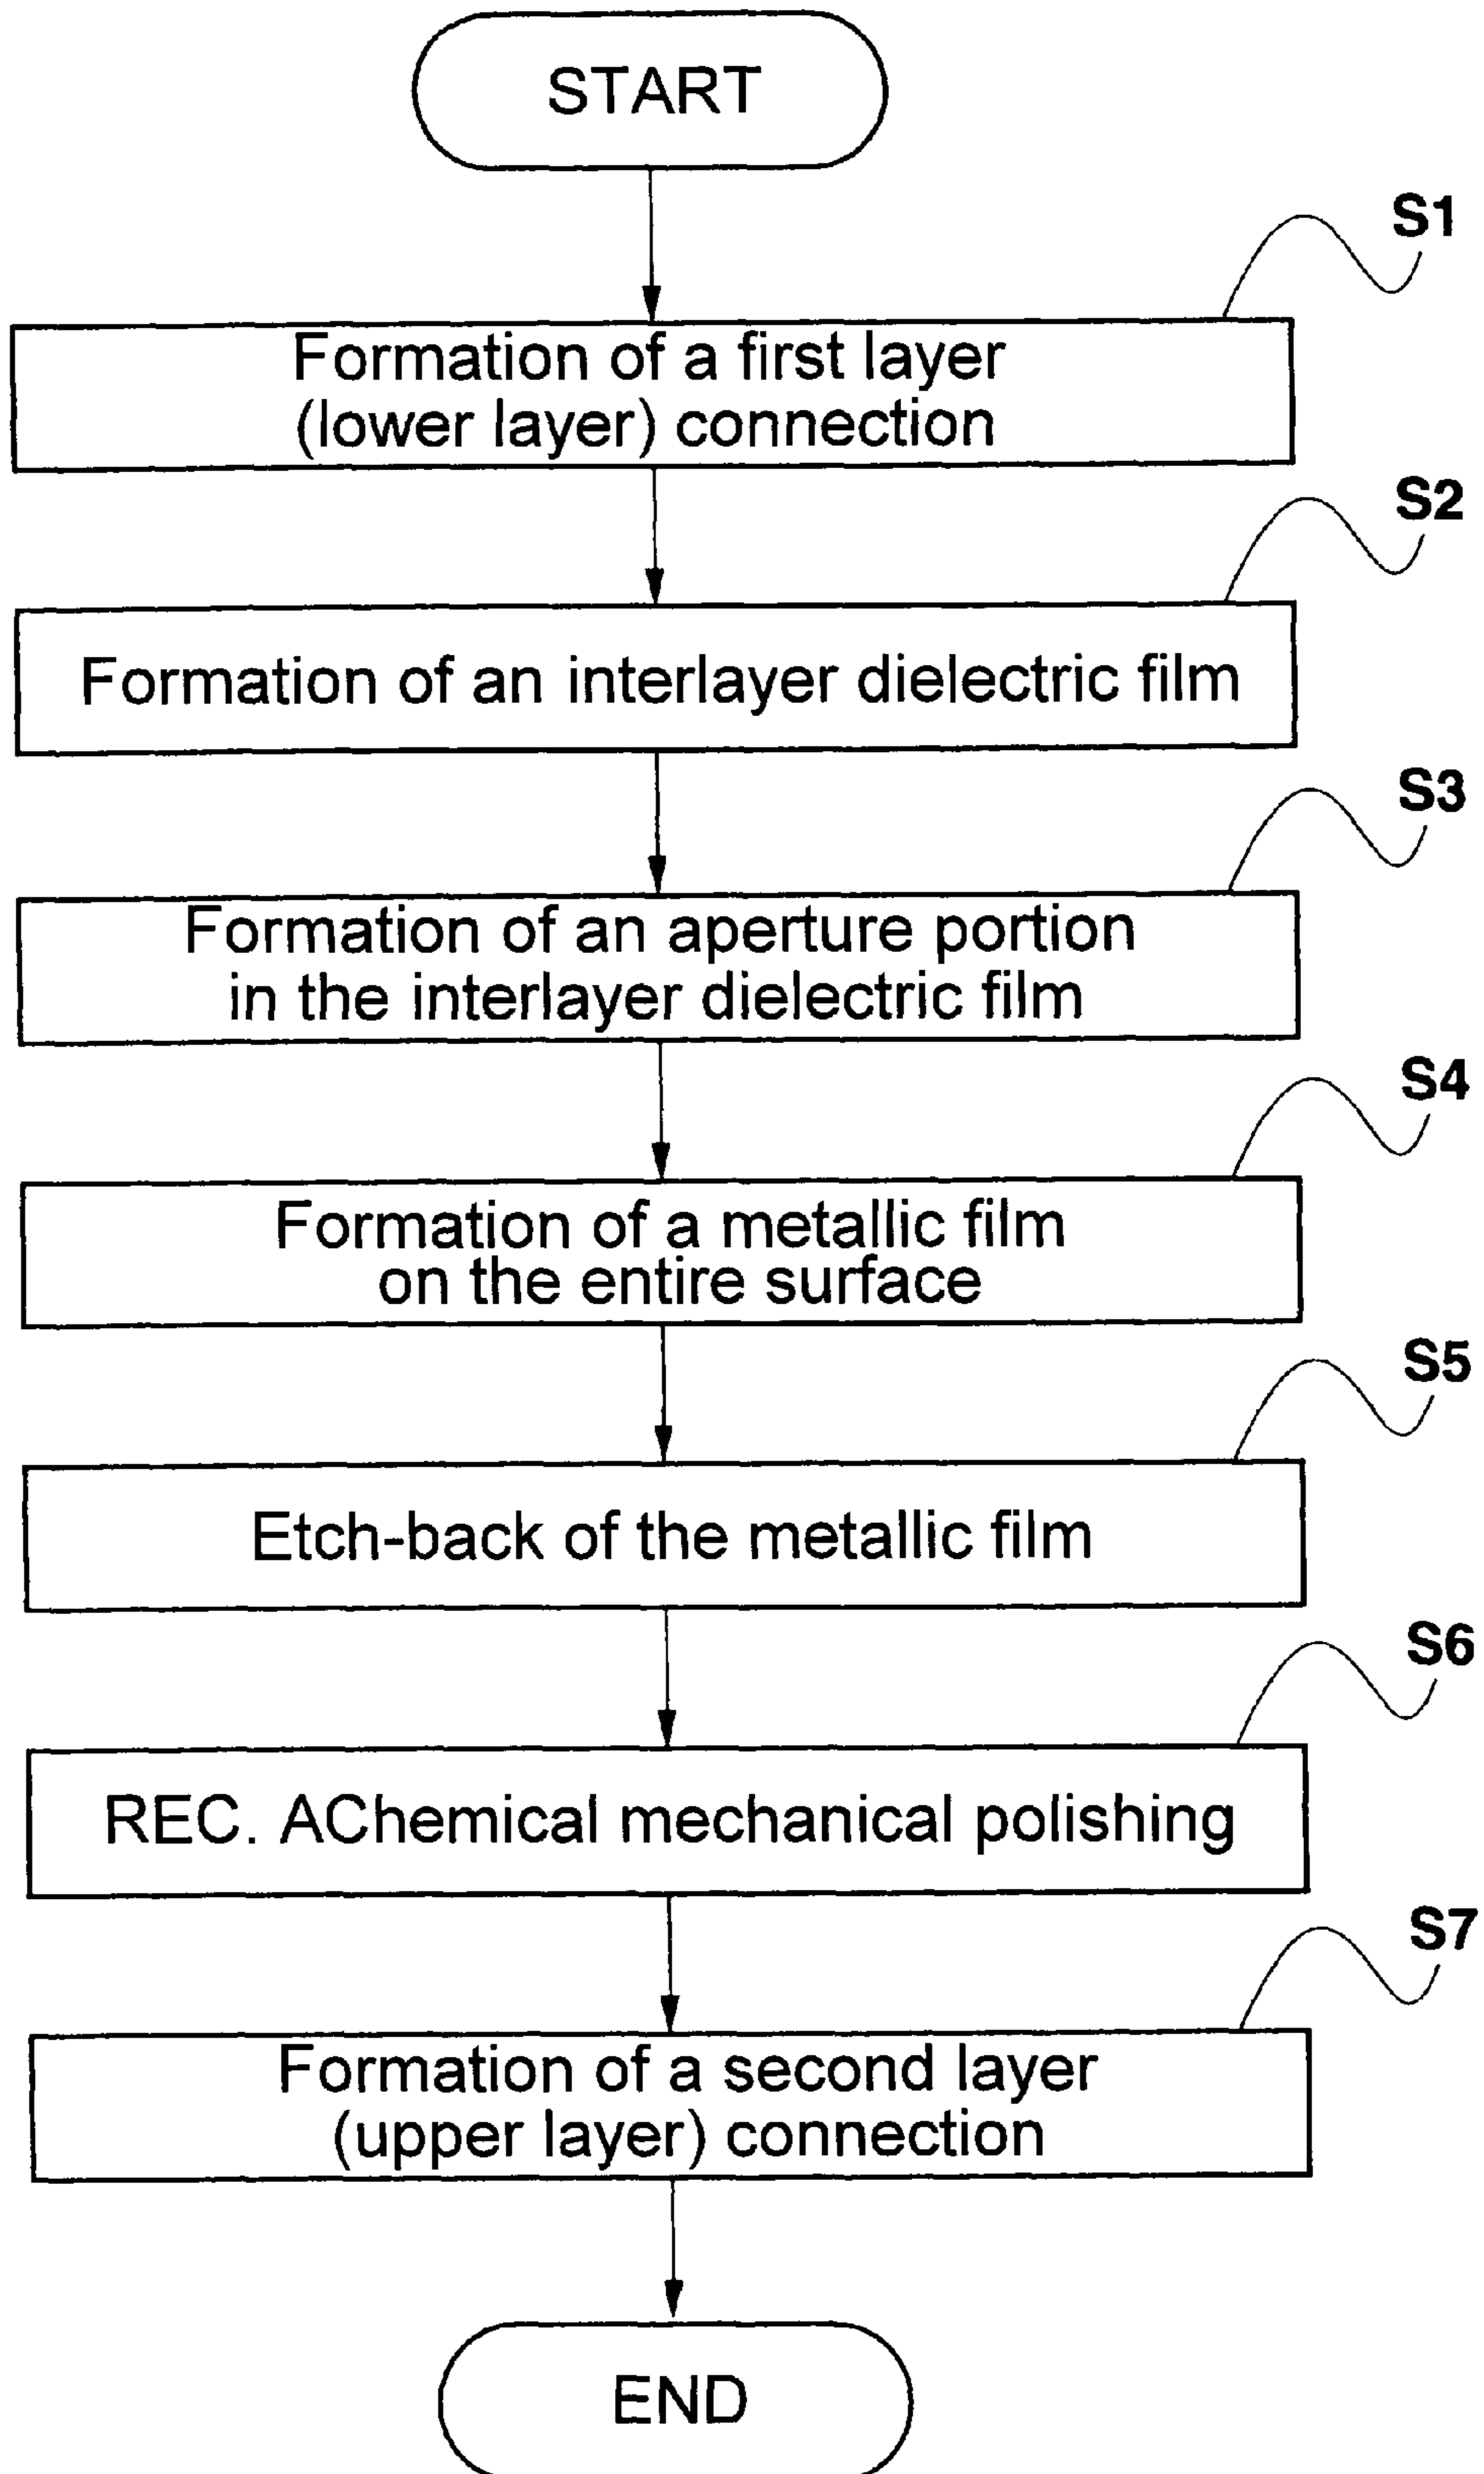 START
S1
Formation of a first layer
(lower layer) connection
S2
Formation of an interlayer dielectric film
S3
Formation of an aperture portion
in the interlayer dielectric film
S4
Formation of a metallic film
on the entire surface
S5
Etch-back of the metallic film
S6
REC. AChemical mechanical polishing
S7
Formation of a second layer
(upper layer) connection
END